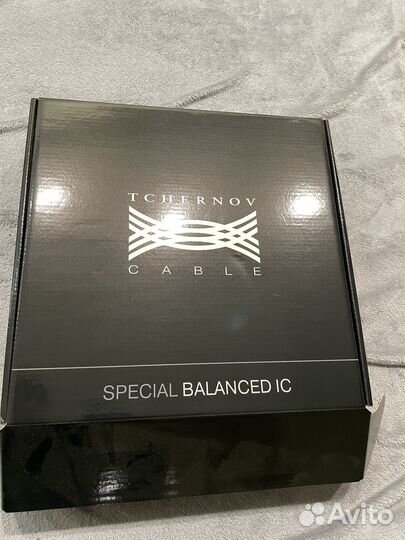 TCHERNOV
CABLE
SPECIAL BALANCED IC
Avito